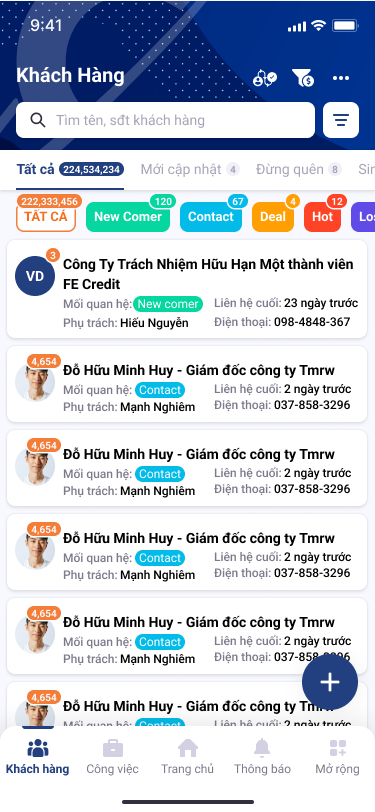 9:41
Khách Hàng
Tìm tên, sđt khách hàng
Tất cả 224,534,234 Mới cập nhật 4 Đừng quên 8 Sin
222,333,456 120 67 4 12
TẤT CẢ New Comer Contact Deal Hot Los
3
VD
Công Ty Trách Nhiệm Hữu Hạn Một thành viên
FE Credit
Mối quan hệ: New comer Liên hệ cuối: 23 ngày trước
Phụ trách: Hiếu Nguyễn Điện thoại: 098-4848-367
4,654
Đỗ Hữu Minh Huy - Giám đốc công ty Tmrw
Mối quan hệ: Contact Liên hệ cuối: 2 ngày trước
Phụ trách: Mạnh Nghiêm Điện thoại: 037-858-3296
4,654
Đỗ Hữu Minh Huy - Giám đốc công ty Tmrw
Mối quan hệ: Contact Liên hệ cuối: 2 ngày trước
Phụ trách: Mạnh Nghiêm Điện thoại: 037-858-3296
4,654
Đỗ Hữu Minh Huy - Giám đốc công ty Tmrw
Mối quan hệ: Contact Liên hệ cuối: 2 ngày trước
Phụ trách: Mạnh Nghiêm Điện thoại: 037-858-3296
4,654
Đỗ Hữu Minh Huy - Giám đốc công ty Tmrw
Mối quan hệ: Contact Liên hệ cuối: 2 ngày trước
Phụ trách: Mạnh Nghiêm Điện thoại: 037-858-3296
4,654
Đỗ Hữu Minh Huy - Giám đốc công ty Tmrw
Mối quan hệ: Contact Liên hệ cuối: 2 ngày trước
Khách hàng Công việc Trang chủ Thông báo Mở rộng